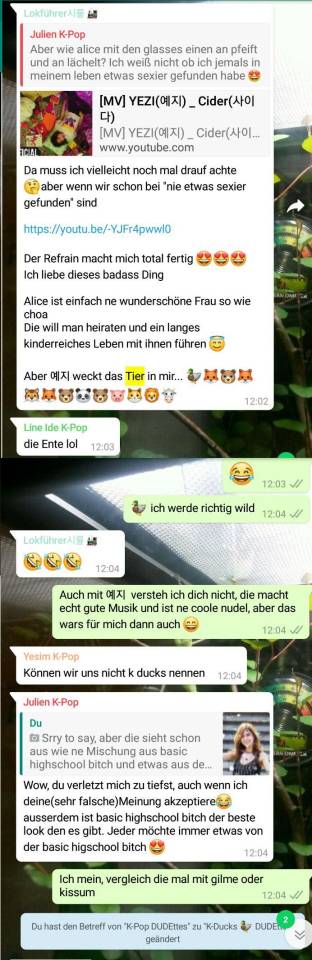 Lokführer시롬 🚂
Julien K-Pop
Aber wie alice mit den glasses einen an pfeift
und an lächelt? Ich weiß nicht ob ich jemals in
meinem leben etwas sexier gefunden habe 😍
[MV] YEZI(예지) _ Cider(사이
다)
[MV] YEZI(예지) _ Cider(사이...
www.youtube.com
Da muss ich vielleicht noch mal drauf achte
🤔aber wenn wir schon bei "nie etwas sexier
gefunden" sind
https://youtu.be/-YJFr4pwwl0
Der Refrain macht mich total fertig 😍😍😍
Ich liebe dieses badass Ding
Alice ist einfach ne wunderschöne Frau so wie
choa
Die will man heiraten und ein langes
kinderreiches Leben mit ihnen führen 😇
Aber 예지 weckt das Tier in mir... 🦆🦊🐻🦊
🐯🦊🐻🐼🐻🐷🐹🦁🐮
12:02
Line Ide K-Pop
die Ente lol 12:03
😂 12:03
🦆 ich werde richtig wild 12:04
Lokführer시롬 🚂
🤣🤣🤣 12:04
Auch mit 예지 versteh ich dich nicht, die macht
echt gute Musik und ist ne coole nudel, aber das
wars für mich dann auch 😄
12:04
Yesim K-Pop
Können wir uns nicht k ducks nennen 12:04
Julien K-Pop
Du
📷 Srry to say, aber die sieht schon
aus wie ne Mischung aus basic
highschool bitch und etwas aus de...
Wow, du verletzt mich zu tiefst, auch wenn ich
deine(sehr falsche)Meinung akzeptiere😂
ausserdem ist basic highschool bitch der beste
look den es gibt. Jeder möchte immer etwas von
der basic higschool bitch 😍
12:04
Ich mein, vergleich die mal mit gilme oder
kissum 12:04
2
Du hast den Betreff von "K-Pop DUDEttes" zu "K-Ducks 🦆 DUDEtt
geändert